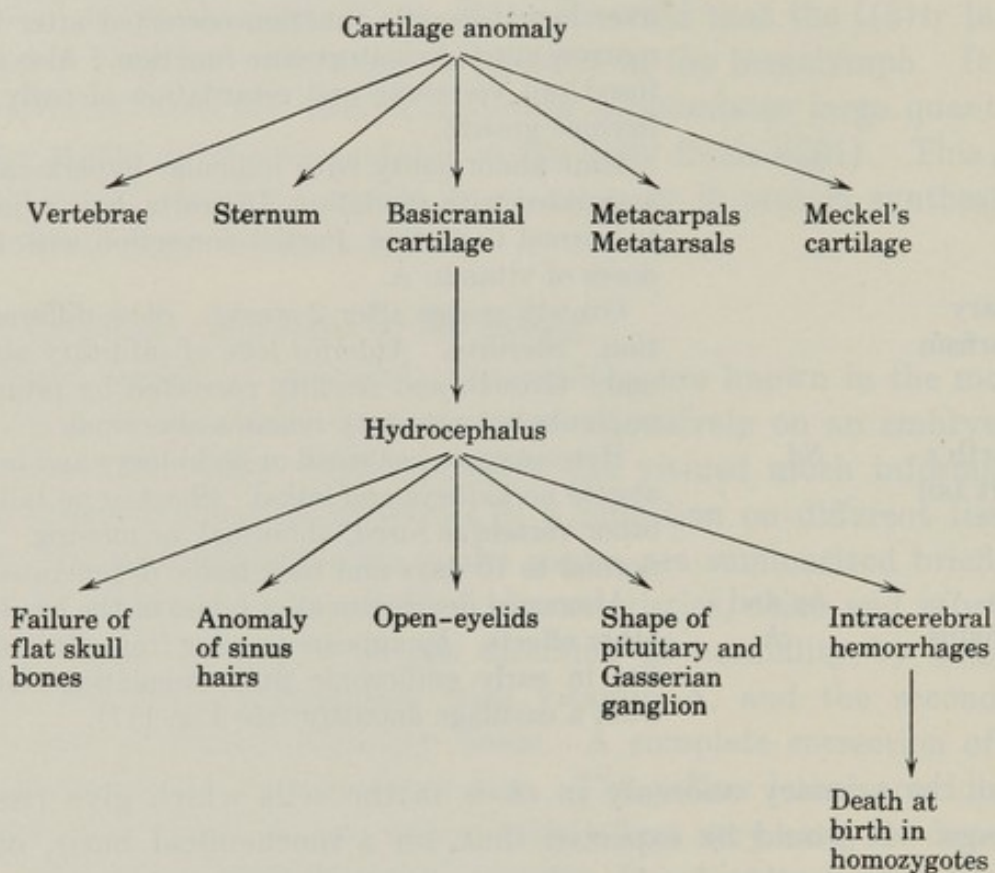 Cartilage anomaly
Vertebrae
Sternum
Basicranial
cartilage
Metacarpals
Metatarsals
Meckel's
cartilage
Hydrocephalus
Failure of
flat skull
bones
Anomaly
of sinus
hairs
Open-eyelids
Shape of
pituitary and
Gasserian
ganglion
Intracerebral
hemorrhages
Death at
birth in
homozygotes